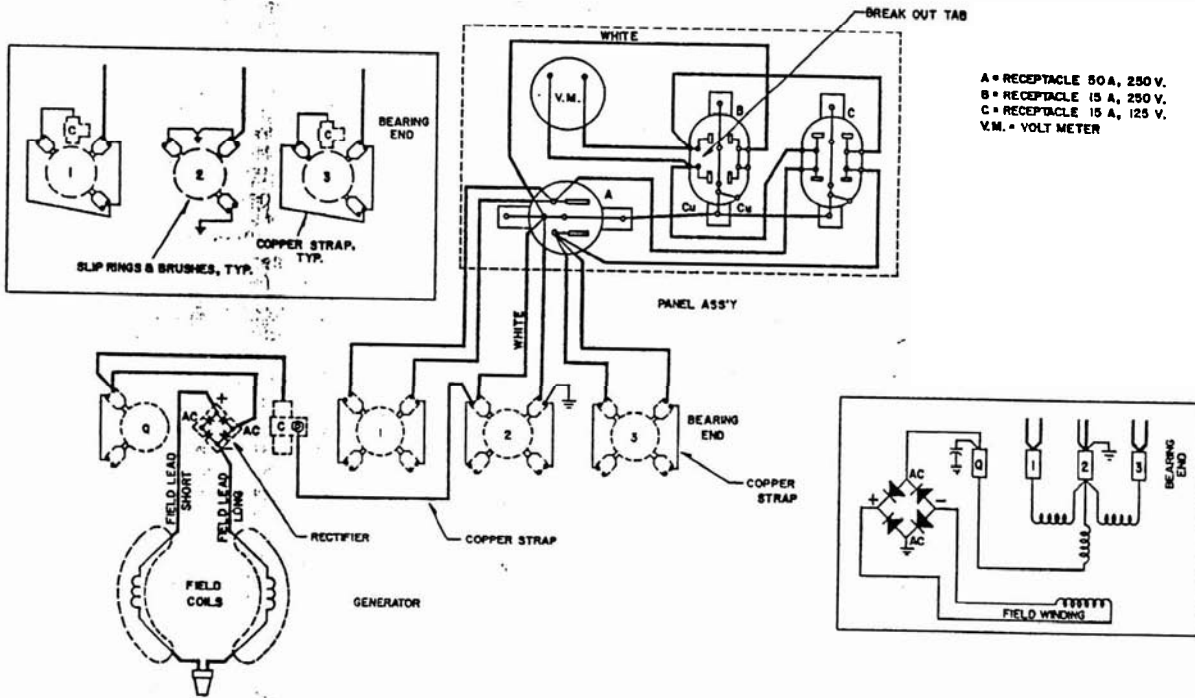 BREAK OUT TAB
WHITE
V.M.
B
C
A = RECEPTACLE 50 A, 250 V.
B = RECEPTACLE 15 A, 250 V.
C = RECEPTACLE 15 A, 125 V.
V.M. = VOLT METER
C
C
BEARING
END
1
2
3
COPPER STRAP,
TYP.
SLIP RINGS & BRUSHES, TYP.
A
Cu
Cu
PANEL ASS'Y
WHITE
Q
AC
+
AC
-
C
1
2
3
BEARING
END
COPPER
STRAP
FIELD LEAD
SHORT
FIELD LEAD
LONG
RECTIFIER
COPPER STRAP
FIELD
COILS
GENERATOR
AC
Q
1
2
3
BEARING
END
+
-
AC
FIELD WINDING